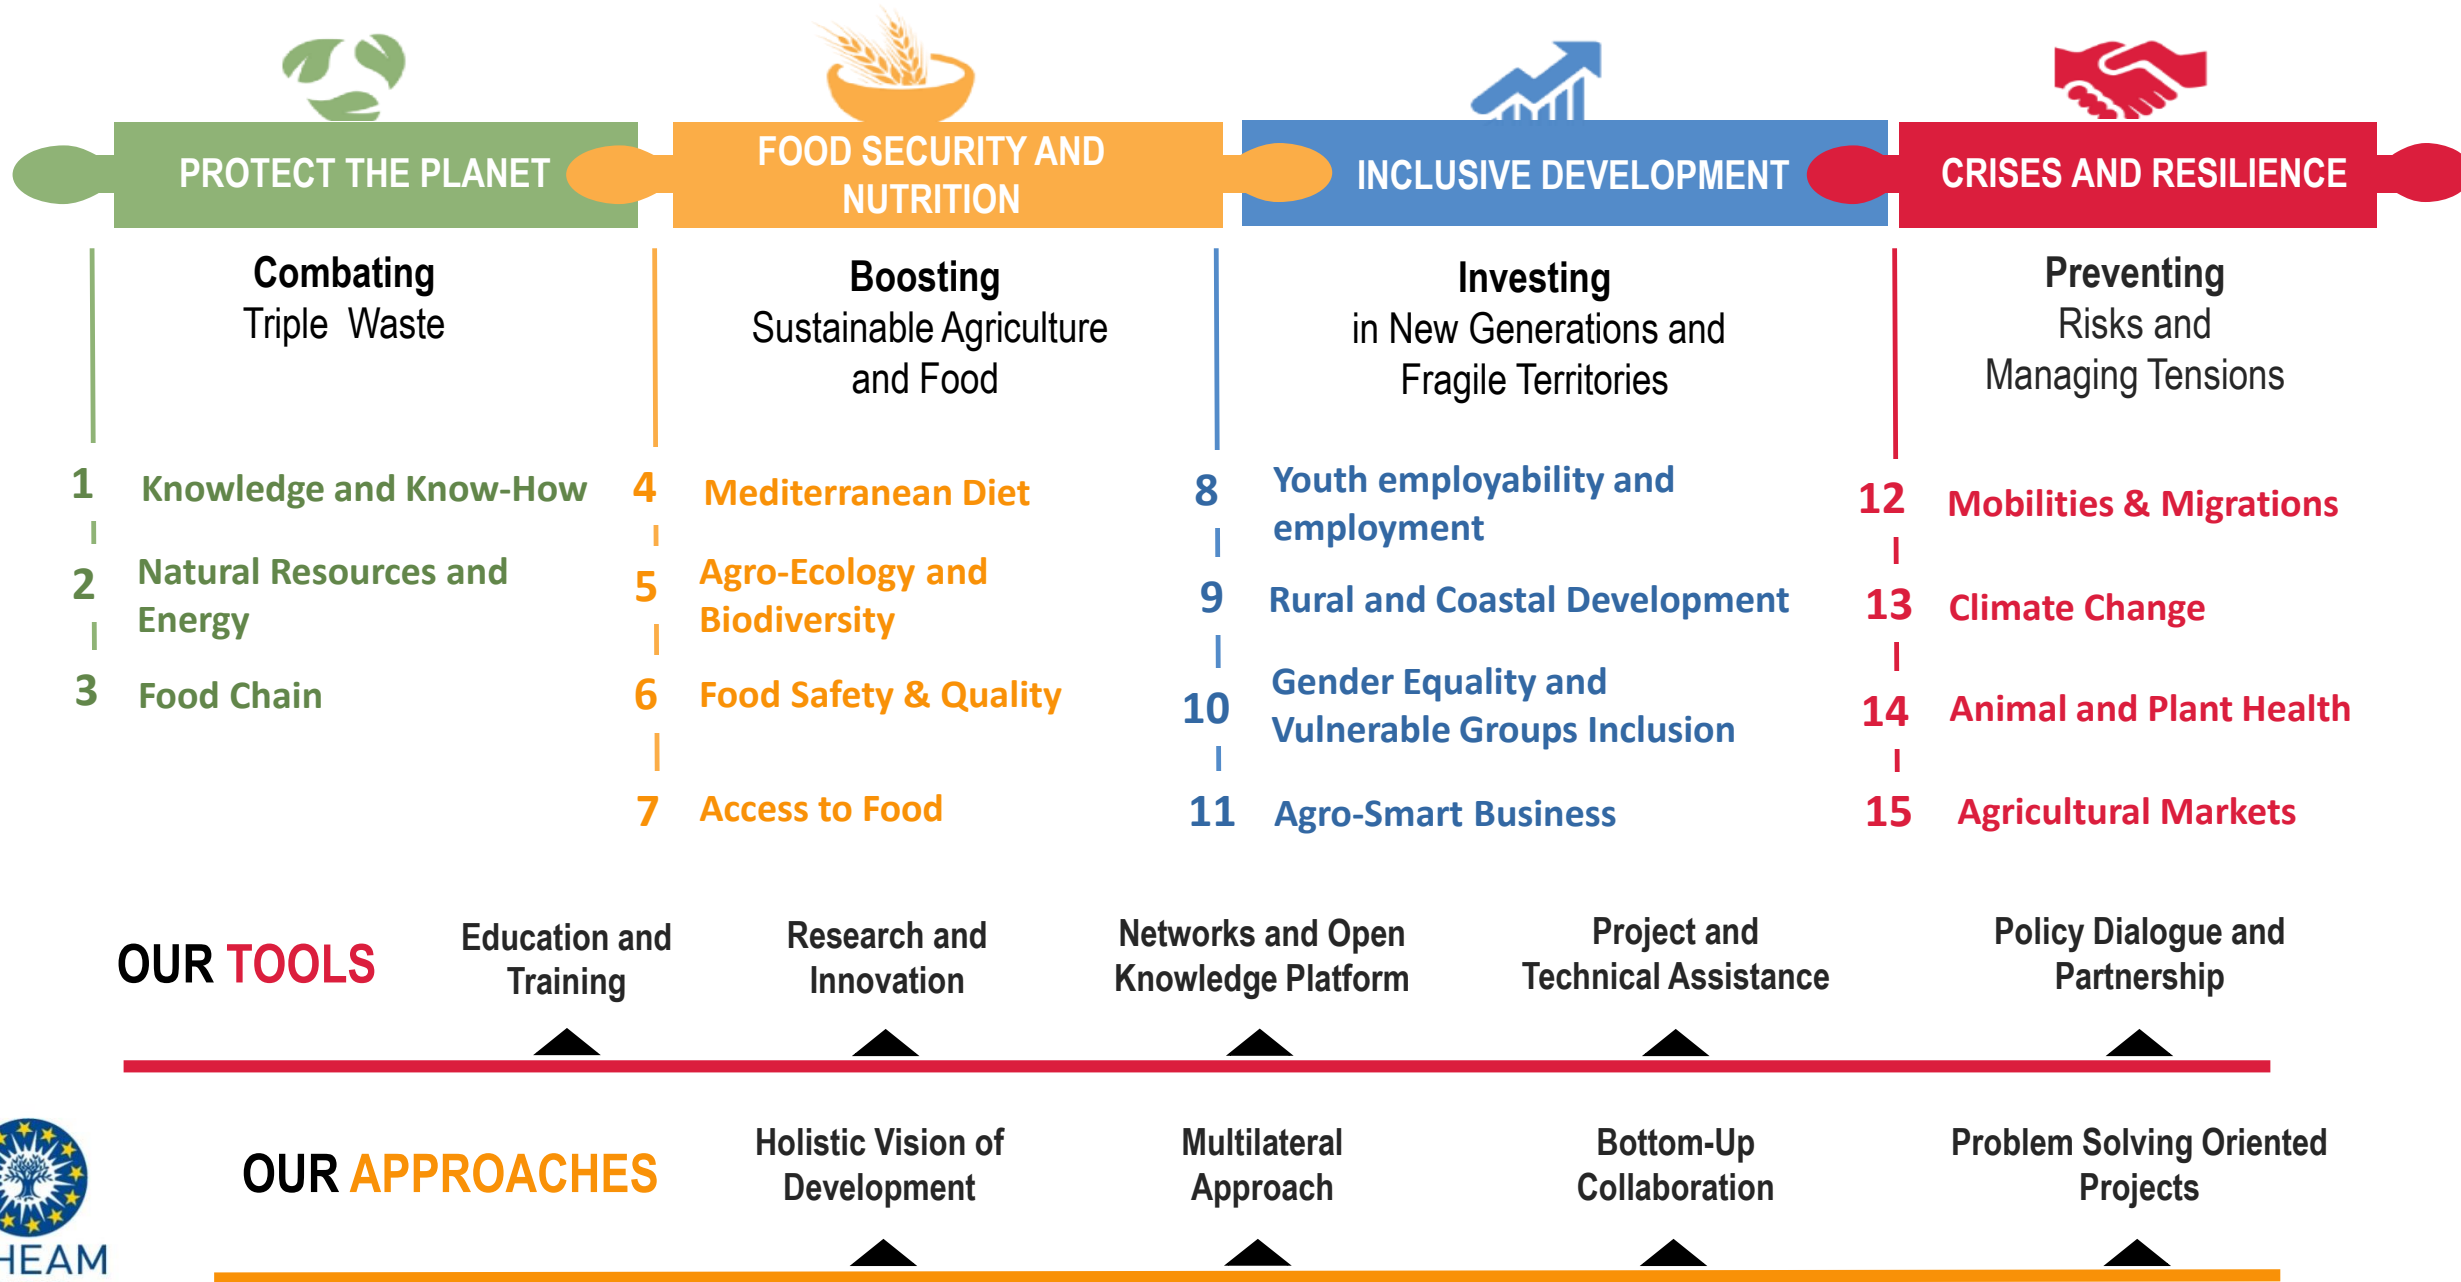 PROTECT THE PLANET
Combating
Triple Waste
1 Knowledge and Know-How
2 Natural Resources and
Energy
3 Food Chain
FOOD SECURITY AND
NUTRITION
Boosting
Sustainable Agriculture
and Food
4 Mediterranean Diet
5 Agro-Ecology and
Biodiversity
6 Food Safety & Quality
7 Access to Food
INCLUSIVE DEVELOPMENT
Investing
in New Generations and
Fragile Territories
8 Youth employability and
employment
9 Rural and Coastal Development
10 Gender Equality and
Vulnerable Groups Inclusion
11 Agro-Smart Business
CRISES AND RESILIENCE
Preventing
Risks and
Managing Tensions
12 Mobilities & Migrations
13 Climate Change
14 Animal and Plant Health
15 Agricultural Markets
OUR TOOLS
Education and
Training
Research and
Innovation
Networks and Open
Knowledge Platform
Project and
Technical Assistance
Policy Dialogue and
Partnership
OUR APPROACHES
Holistic Vision of
Development
Multilateral
Approach
Bottom-Up
Collaboration
Problem Solving Oriented
Projects
HEAM